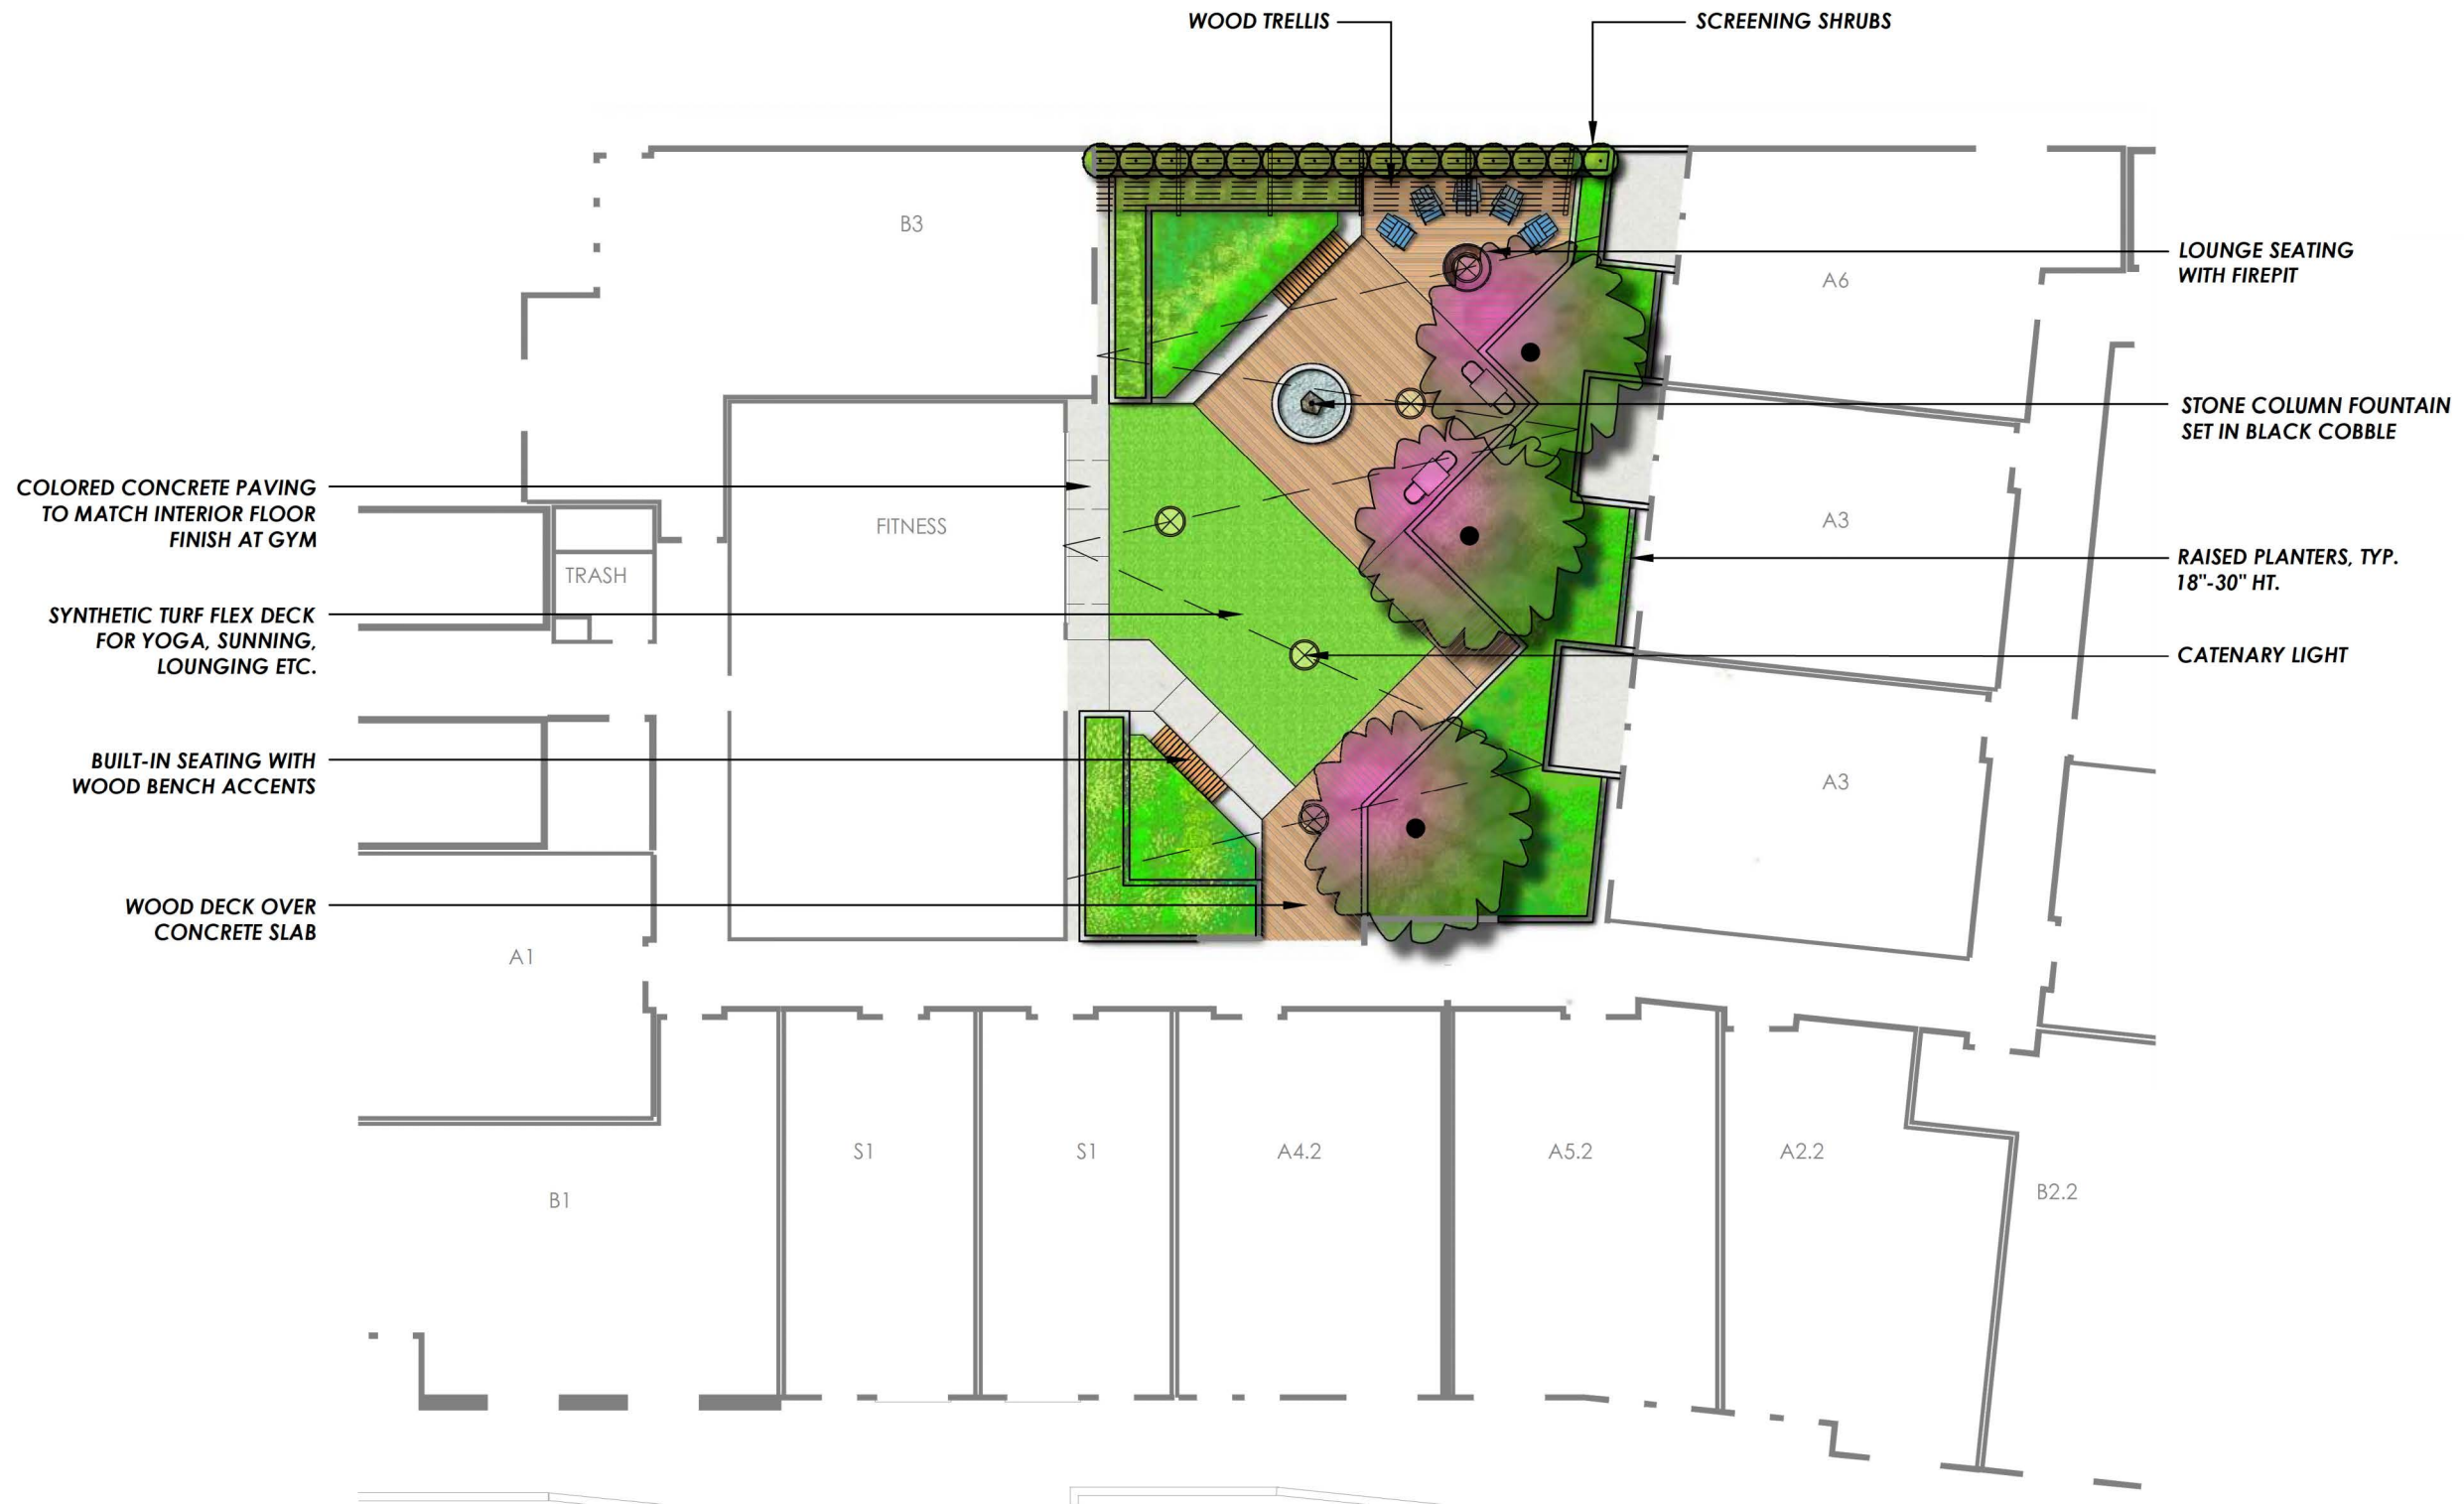 WOOD TRELLIS
SCREENING SHRUBS
B3
LOUNGE SEATING
WITH FIREPIT
A6
STONE COLUMN FOUNTAIN
SET IN BLACK COBBLE
COLORED CONCRETE PAVING
TO MATCH INTERIOR FLOOR
FINISH AT GYM
FITNESS
A3
TRASH
RAISED PLANTERS, TYP.
18"-30" HT.
SYNTHETIC TURF FLEX DECK
FOR YOGA, SUNNING,
LOUNGING ETC.
CATENARY LIGHT
BUILT-IN SEATING WITH
WOOD BENCH ACCENTS
A3
WOOD DECK OVER
CONCRETE SLAB
A1
S1
S1
A4.2
A5.2
A2.2
B1
B2.2